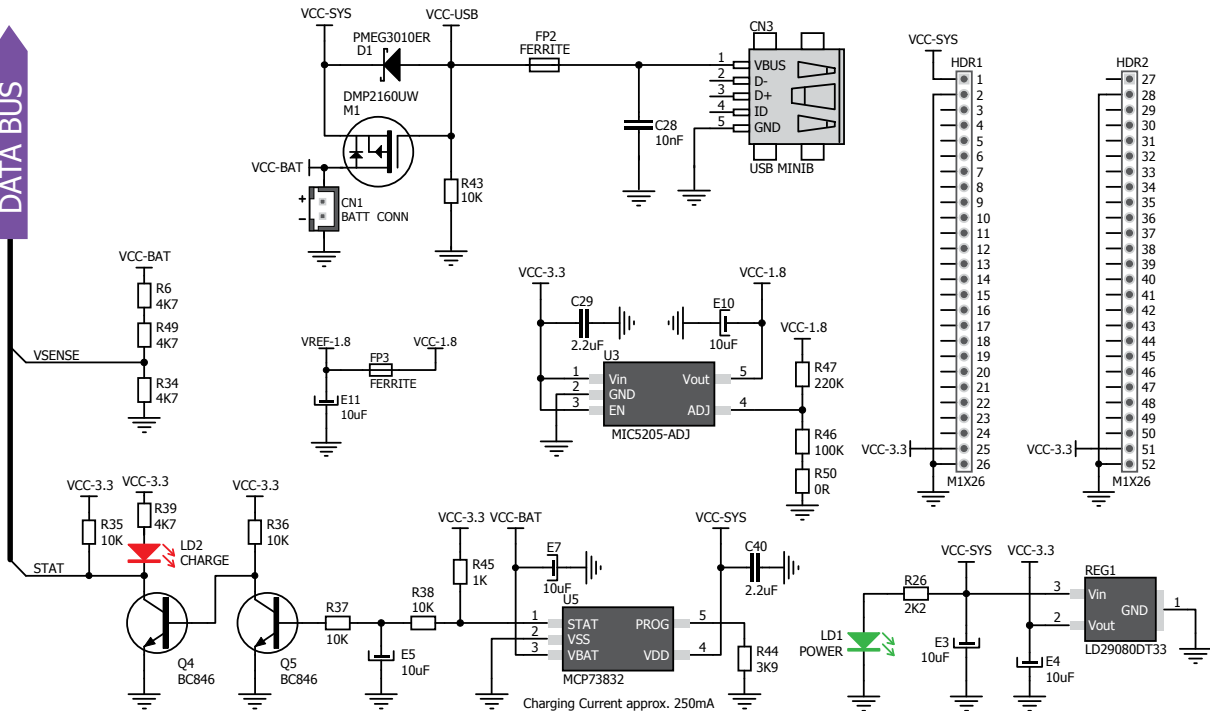 DATA BUS
VCC-SYS
VCC-USB
PMEG3010ER
D1
DMP2160UW
M1
VCC-BAT
CN1
BATT CONN
+
-
R43
10K
FP2
FERRITE
C28
10nF
CN3
1
2
3
4
5
VBUS
D-
D+
ID
GND
USB MINIB
VCC-SYS
HDR1
1
2
3
4
5
6
7
8
9
10
11
12
13
14
15
16
17
18
19
20
21
22
23
24
25
26
VCC-3.3
M1X26
HDR2
27
28
29
30
31
32
33
34
35
36
37
38
39
40
41
42
43
44
45
46
47
48
49
50
51
52
VCC-3.3
M1X26
VCC-BAT
R6
4K7
R49
4K7
VSENSE
R34
4K7
VREF-1.8
VCC-1.8
FP3
FERRITE
E11
10uF
VCC-3.3
C29
2.2uF
E10
10uF
VCC-1.8
VCC-1.8
U3
1
2
3
Vin
GND
EN
Vout
ADJ
5
4
MIC5205-ADJ
R47
220K
R46
100K
R50
0R
VCC-3.3
VCC-3.3
VCC-3.3
R35
10K
R39
4K7
LD2
CHARGE
R36
10K
STAT
Q4
BC846
Q5
BC846
R37
10K
E5
10uF
R38
10K
VCC-3.3
R45
1K
VCC-BAT
E7
10uF
U5
1
2
3
STAT
VSS
VBAT
PROG
VDD
5
4
MCP73832
Charging Current approx. 250mA
VCC-SYS
C40
2.2uF
R44
3K9
R26
2K2
LD1
POWER
VCC-SYS
VCC-3.3
E3
10uF
E4
10uF
REG1
3
2
Vin
Vout
GND
1
LD29080DT33